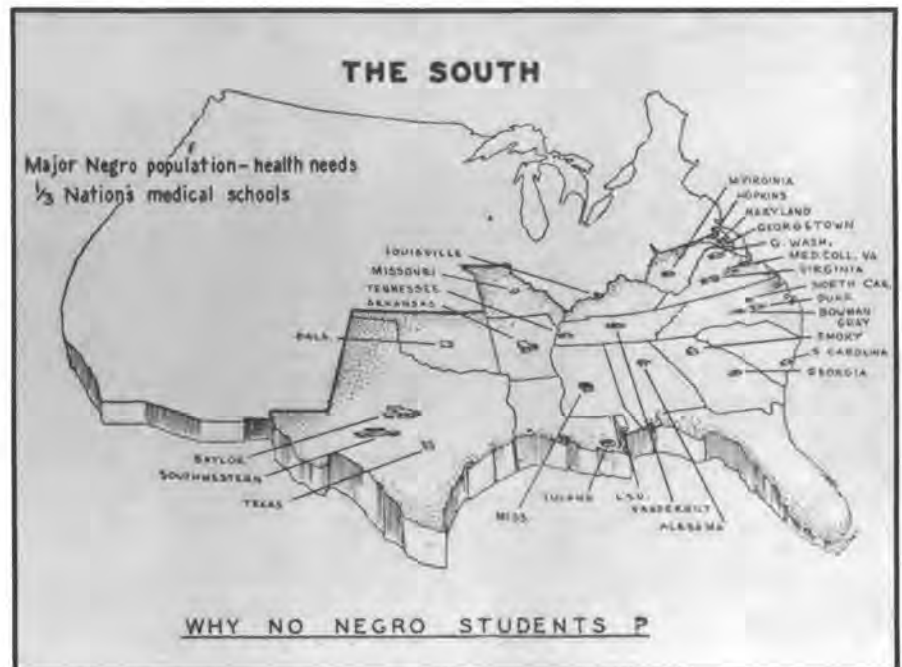 THE SOUTH
Major Negro population – health needs
1/3 Nation's medical schools
W.VIRGINIA
HOPKINS
MARYLAND
GEORGETOWN
G. WASH.
MED. COLL. VA
VIRGINIA
NORTH CAR.
DUKE
BOWMAN
GRAY
EMORY
S CAROLINA
GEORGIA
LOUISVILLE
MISSOURI
TENNESSEE
ARKANSAS
BAYLOR
SOUTHWESTERN
TEXAS
MISS.
TULANE
L.S.U.
VANDERBILT
ALABAMA
WHY NO NEGRO STUDENTS ?